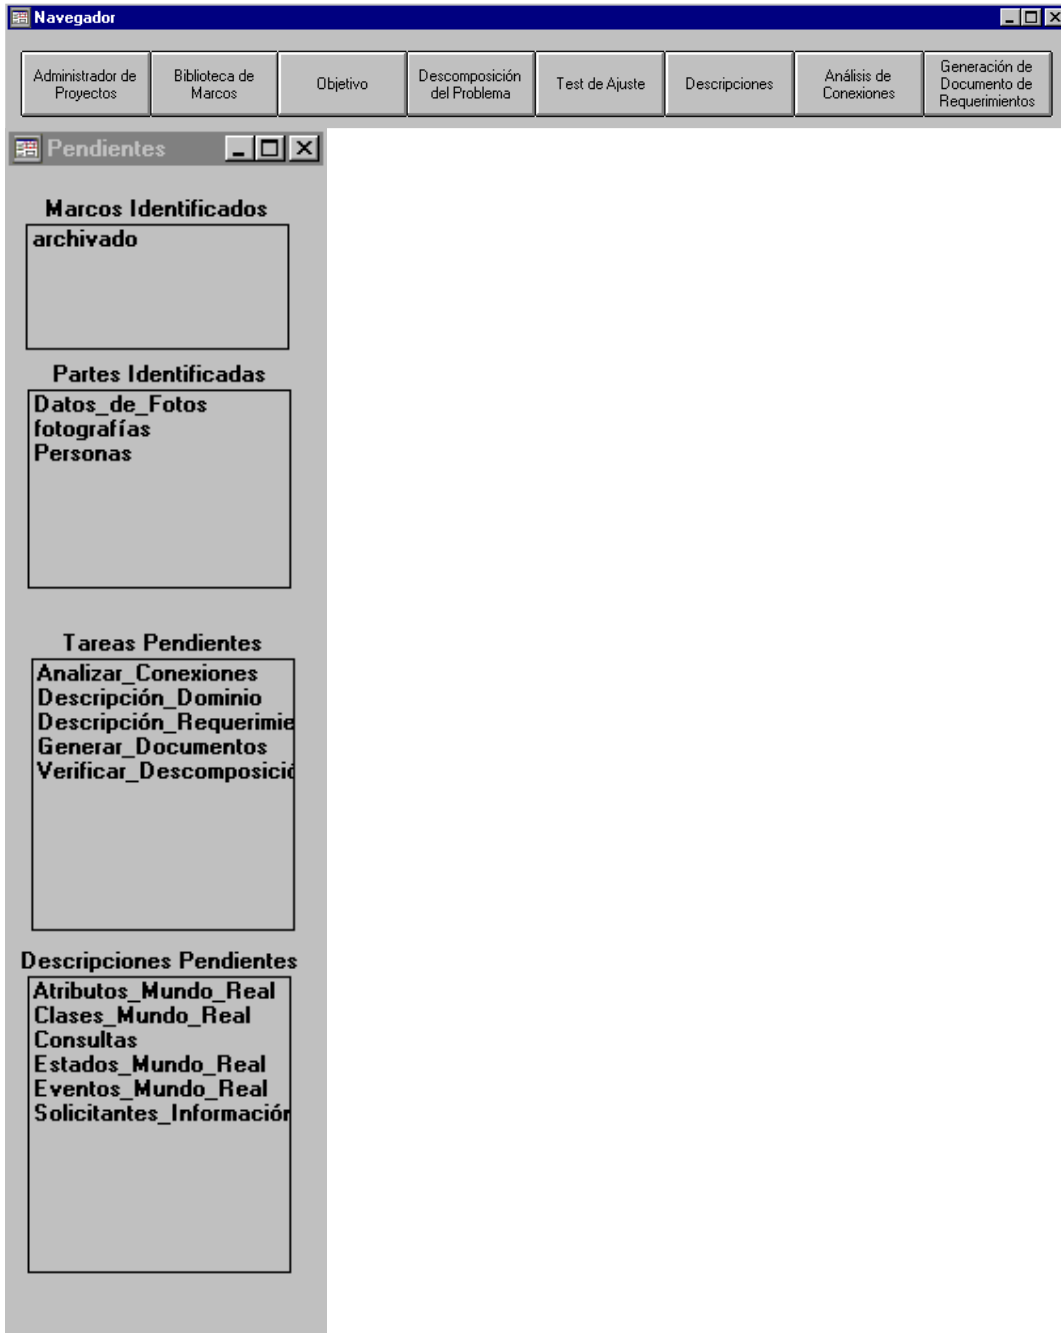 Navegador
Administrador de
Proyectos
Biblioteca de
Marcos
Objetivo
Descomposición
del Problema
Test de Ajuste
Descripciones
Análisis de
Conexiones
Generación de
Documento de
Requerimientos
Pendientes
Marcos Identificados
archivado
Partes Identificadas
Datos_de_Fotos
fotografías
Personas
Tareas Pendientes
Analizar_Conexiones
Descripción_Dominio
Descripción_Requerimie
Generar_Documentos
Verificar_Descomposició
Descripciones Pendientes
Atributos_Mundo_Real
Clases_Mundo_Real
Consultas
Estados_Mundo_Real
Eventos_Mundo_Real
Solicitantes_Información